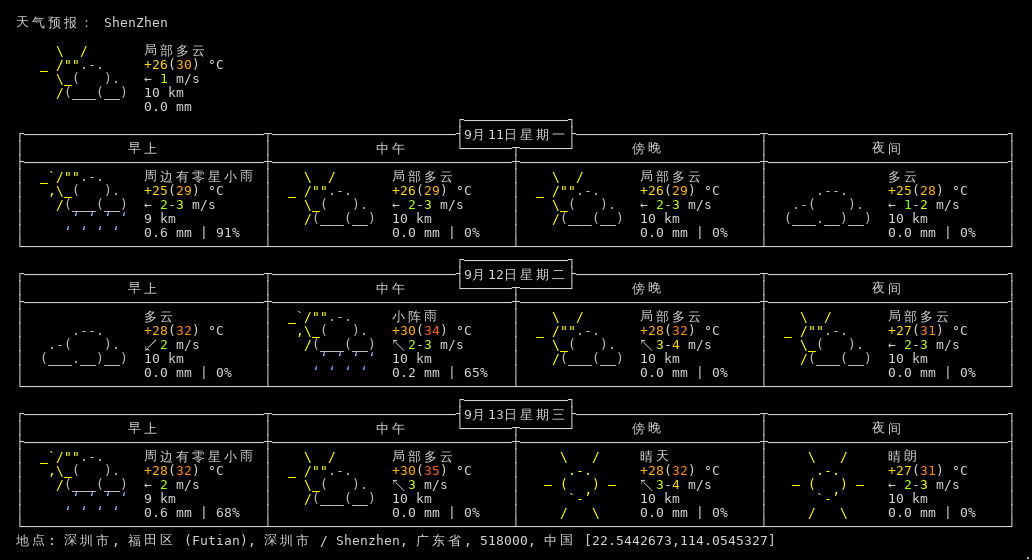 天气预报： ShenZhen
局部多云
+26(30) °C
← 1 m/s
10 km
0.0 mm
9月11日星期一
早上 中午 傍晚 夜间
周边有零星小雨 局部多云 局部多云 多云
+25(29) °C +26(29) °C +26(29) °C +25(28) °C
← 2-3 m/s ← 2-3 m/s ← 2-3 m/s ← 1-2 m/s
9 km 10 km 10 km 10 km
0.6 mm | 91% 0.0 mm | 0% 0.0 mm | 0% 0.0 mm | 0%
9月12日星期二
早上 中午 傍晚 夜间
多云 小阵雨 局部多云 局部多云
+28(32) °C +30(34) °C +28(32) °C +27(31) °C
↙ 2 m/s ↖ 2-3 m/s ↖ 3-4 m/s ← 2-3 m/s
10 km 10 km 10 km 10 km
0.0 mm | 0% 0.2 mm | 65% 0.0 mm | 0% 0.0 mm | 0%
9月13日星期三
早上 中午 傍晚 夜间
周边有零星小雨 局部多云 晴天 晴朗
+28(32) °C +30(35) °C +28(32) °C +27(31) °C
← 2 m/s ↖ 3 m/s ↖ 3-4 m/s ← 2-3 m/s
9 km 10 km 10 km 10 km
0.6 mm | 68% 0.0 mm | 0% 0.0 mm | 0% 0.0 mm | 0%
地点: 深圳市, 福田区 (Futian), 深圳市 / Shenzhen, 广东省, 518000, 中国 [22.5442673,114.0545327]